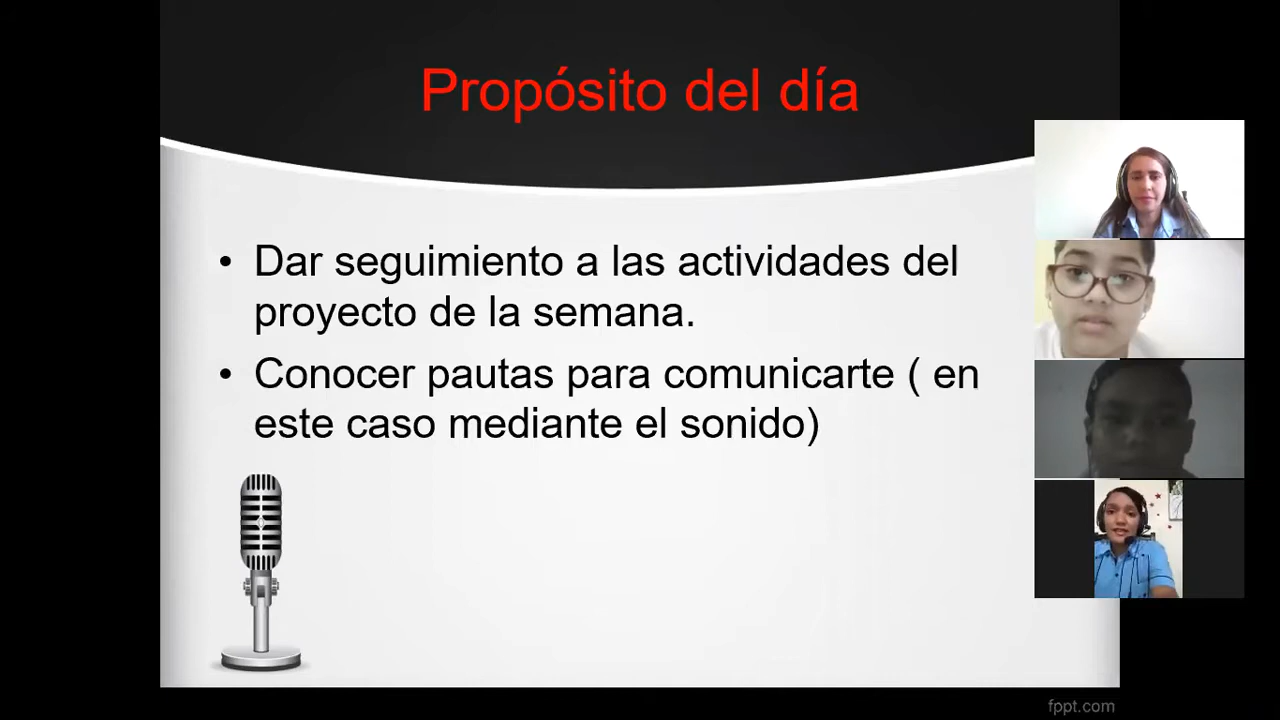 Propósito del día
• Dar seguimiento a las actividades del
proyecto de la semana.
• Conocer pautas para comunicarte ( en
este caso mediante el sonido)
fppt.com